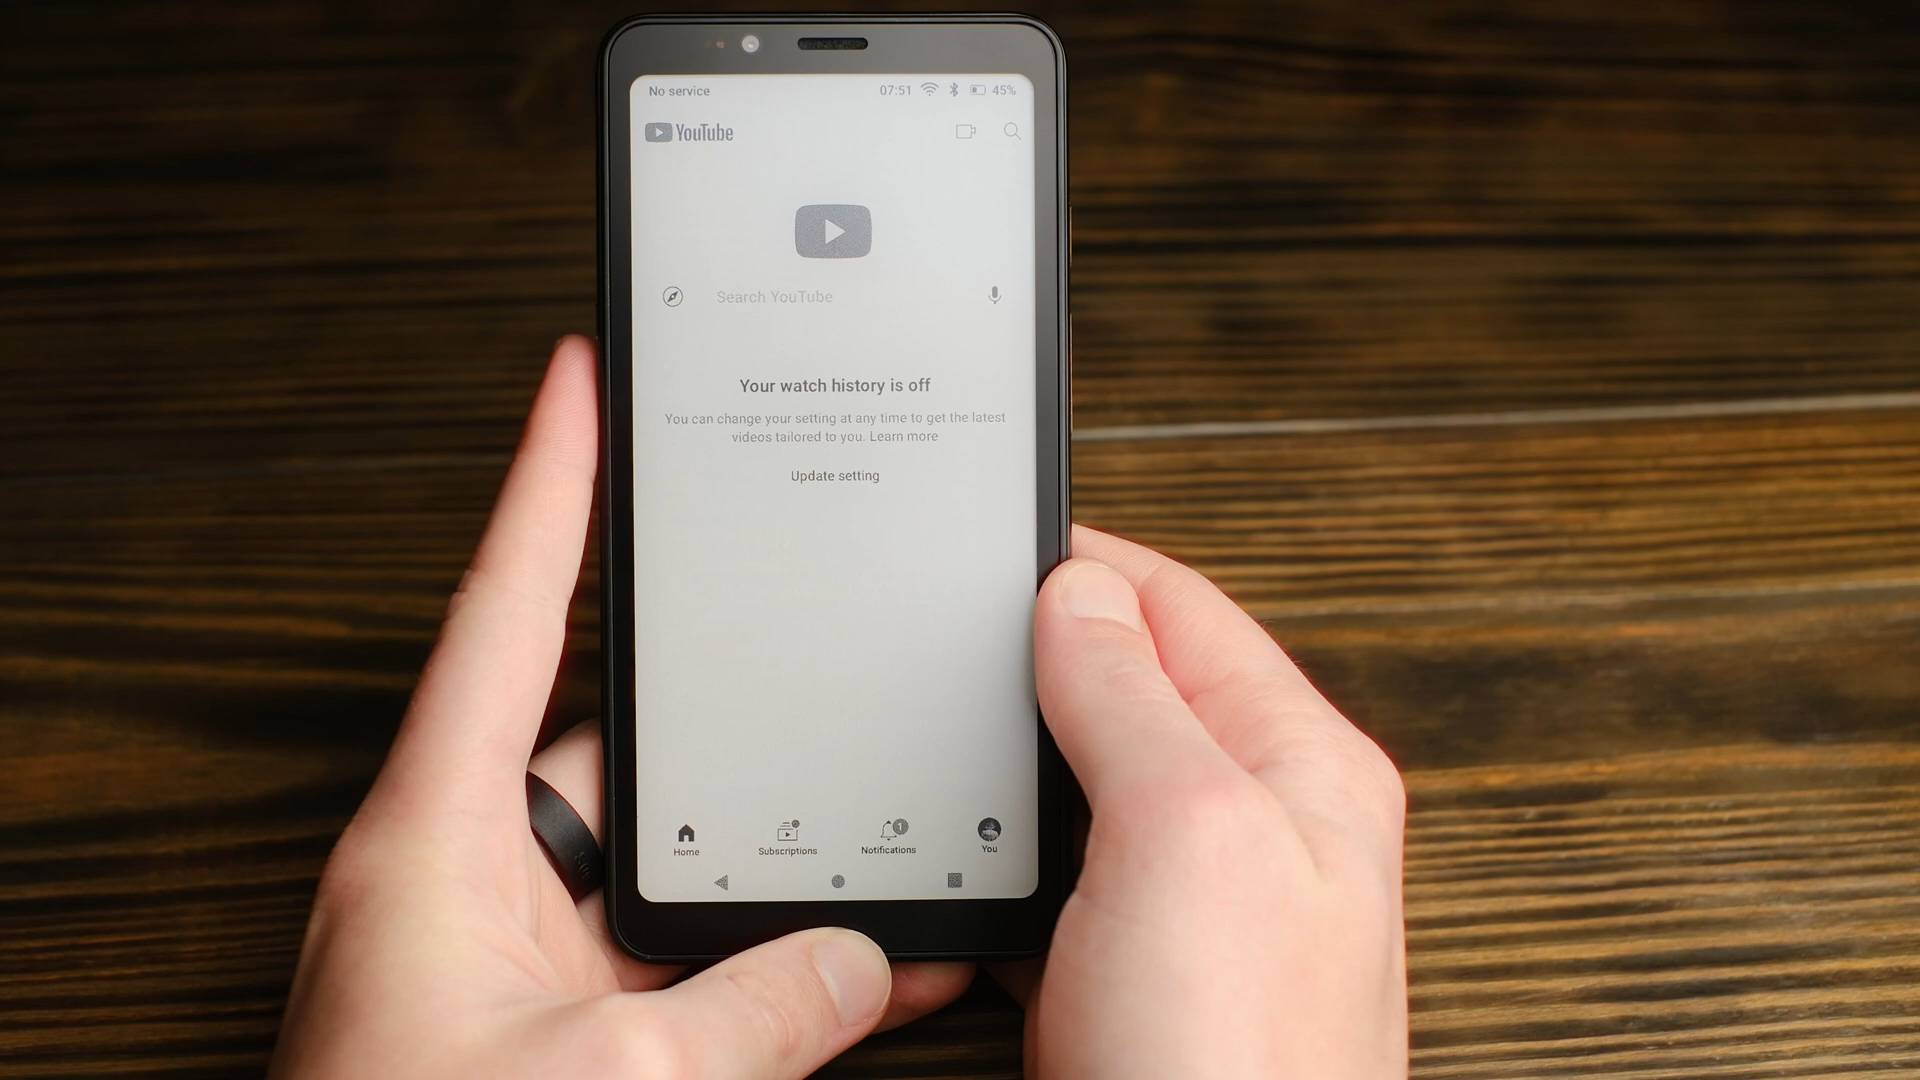 No service 07:51 45%
YouTube
Search YouTube
Your watch history is off
You can change your setting at any time to get the latest
videos tailored to you. Learn more
Update setting
1
Home Subscriptions Notifications You